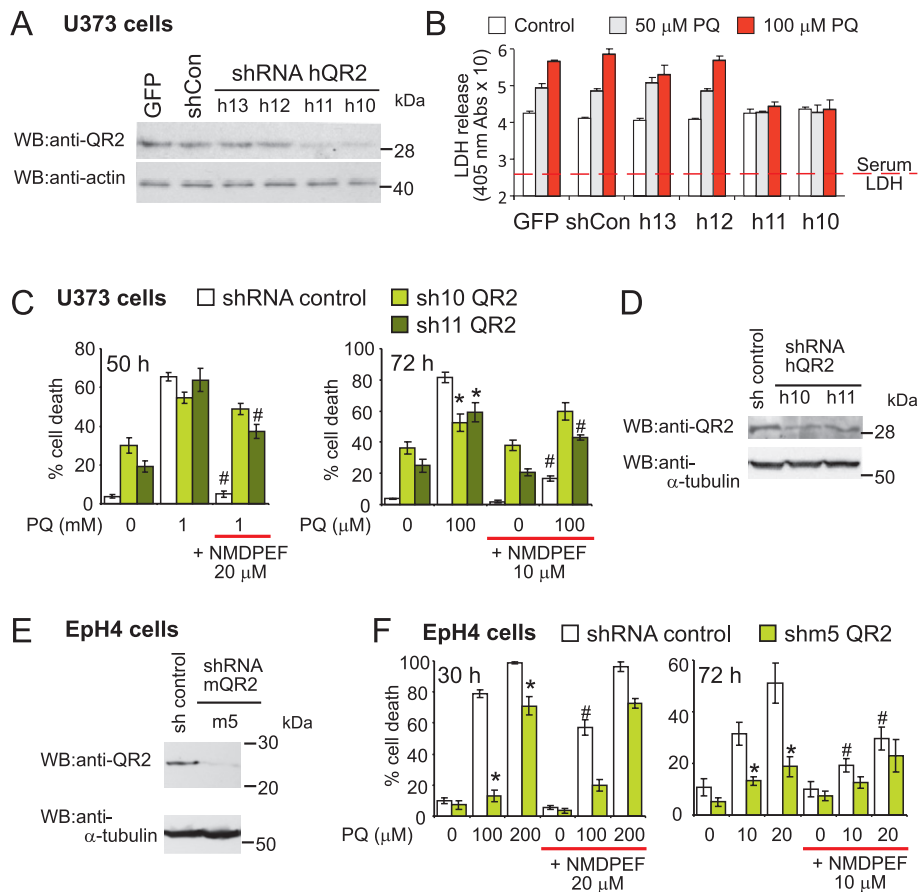 A U373 cells
GFP
shCon
shRNA hQR2
h13 h12 h11 h10
kDa
WB:anti-QR2
28
WB:anti-actin
40
B
Control 50 μM PQ 100 μM PQ
LDH release
(405 nm Abs x 10)
6
5
4
3
2
Serum
LDH
GFP shCon h13 h12 h11 h10
C U373 cells
shRNA control
sh10 QR2
sh11 QR2
% cell death
80
60
40
20
0
50 h
#
#
PQ (mM) 0 1 1
+ NMDPEF
20 μM
% cell death
100
80
60
40
20
0
72 h
* *
#
#
PQ (μM) 0 100 0 100
+ NMDPEF
10 μM
D
sh control
shRNA
hQR2
h10 h11
kDa
WB:anti-QR2
28
WB:anti-
α-tubulin
50
E EpH4 cells
sh control
shRNA
mQR2
m5
kDa
30
WB:anti-QR2
20
WB:anti-
α-tubulin
50
F EpH4 cells
shRNA control
shm5 QR2
% cell death
100
80
60
40
20
0
30 h
*
*
#
PQ (μM) 0 100 200 0 100 200
+ NMDPEF
20 μM
60
40
20
0
72 h
*
*
#
#
0 10 20 0 10 20
+ NMDPEF
10 μM